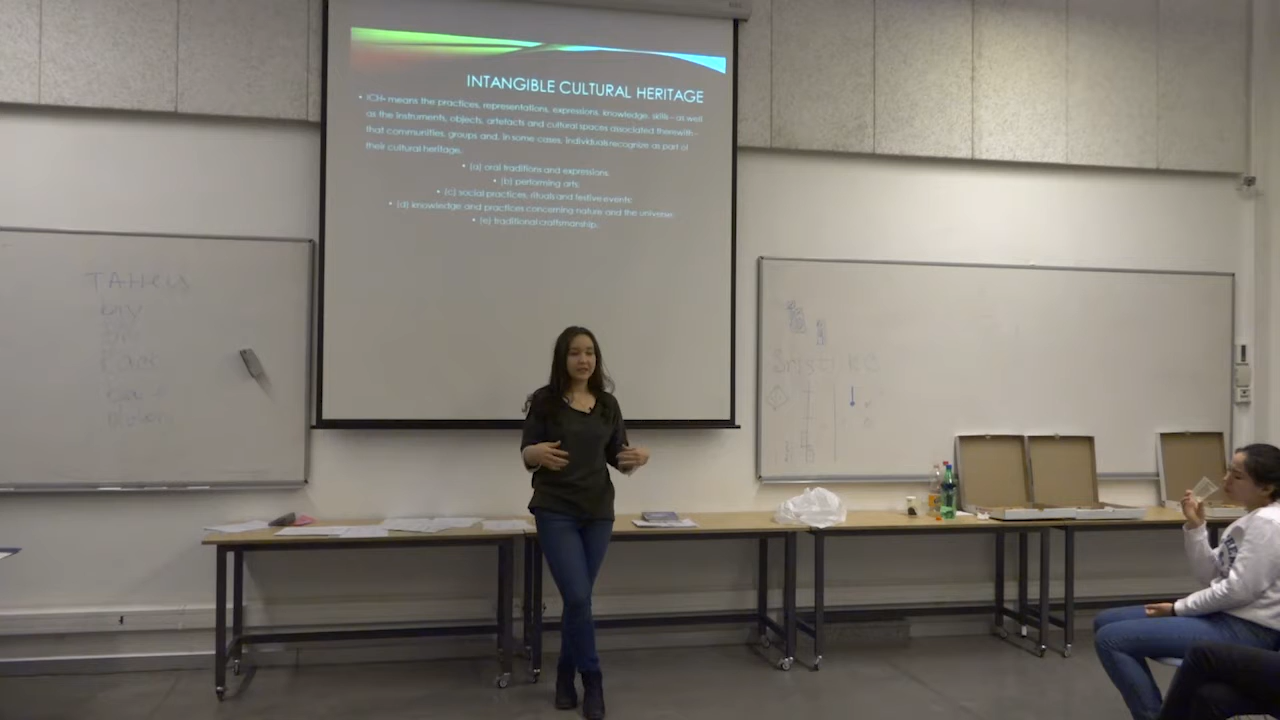 INTANGIBLE CULTURAL HERITAGE
• ICH- means the practices, representations, expressions, knowledge, skills – as well
as the instruments, objects, artefacts and cultural spaces associated therewith –
that communities, groups and, in some cases, individuals recognize as part of
their cultural heritage.
• (a) oral traditions and expressions,
• (b) performing arts;
• (c) social practices, rituals and festive events;
• (d) knowledge and practices concerning nature and the universe;
• (e) traditional craftsmanship.